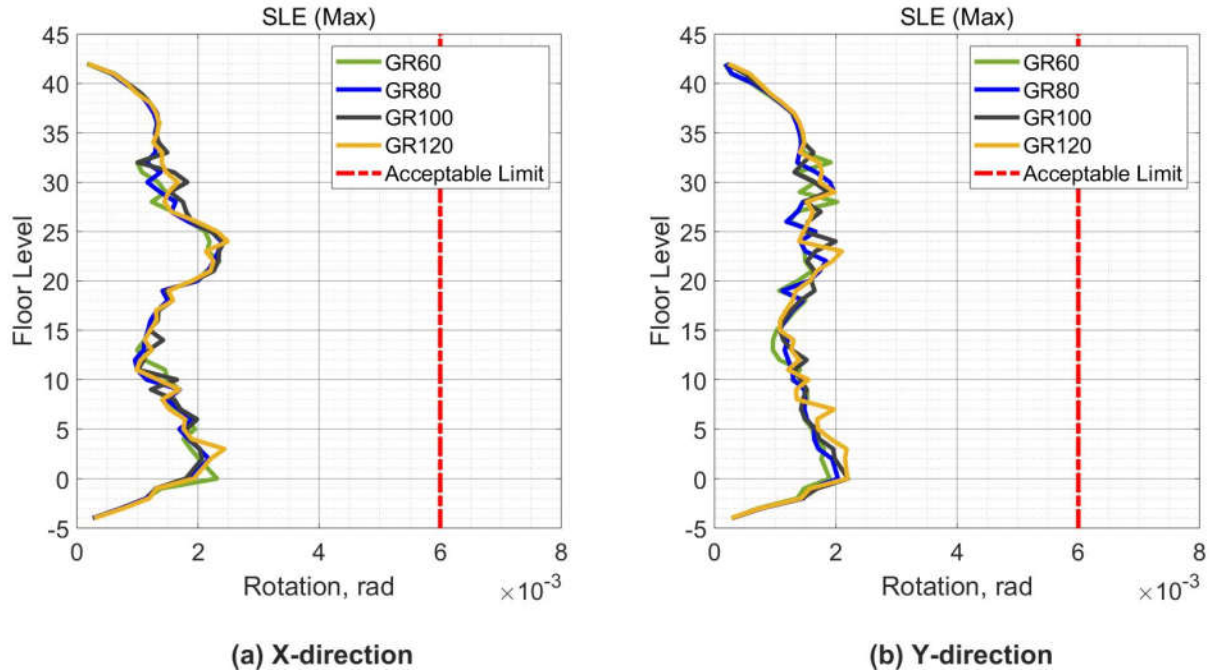 SLE (Max)
45
40
35
30
25
20
15
10
5
0
-5
Floor Level
GR60
GR80
GR100
GR120
Acceptable Limit
0 2 4 6 8
Rotation, rad ×10⁻³
(a) X-direction
SLE (Max)
45
40
35
30
25
20
15
10
5
0
-5
Floor Level
GR60
GR80
GR100
GR120
Acceptable Limit
0 2 4 6 8
Rotation, rad ×10⁻³
(b) Y-direction